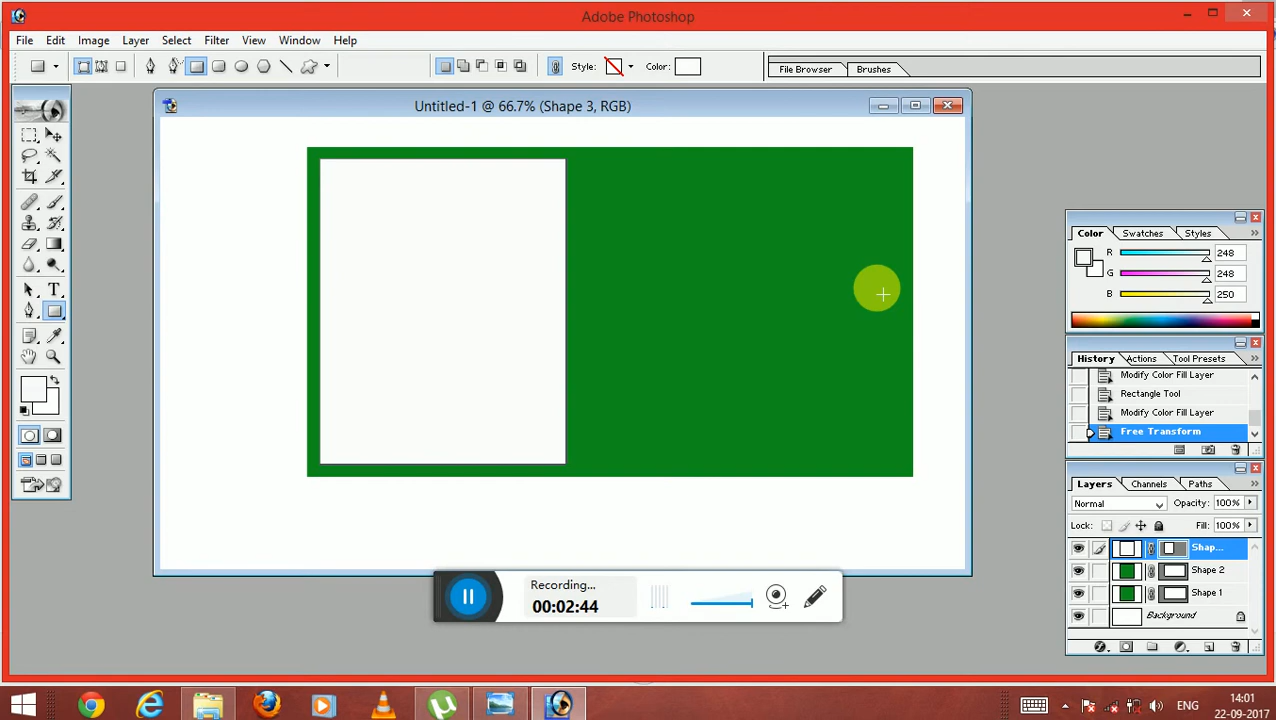 Adobe Photoshop
File Edit Image Layer Select Filter View Window Help
Style: Color: File Browser Brushes
Untitled-1 @ 66.7% (Shape 3, RGB)
Color Swatches Styles
R 248
G 248
B 250
History Actions Tool Presets
Modify Color Fill Layer
Rectangle Tool
Modify Color Fill Layer
Free Transform
Layers Channels Paths
Normal Opacity: 100%
Lock: Fill: 100%
Shap...
Shape 2
Shape 1
Background
Recording...
00:02:44
ENG
14:01
22-09-2017